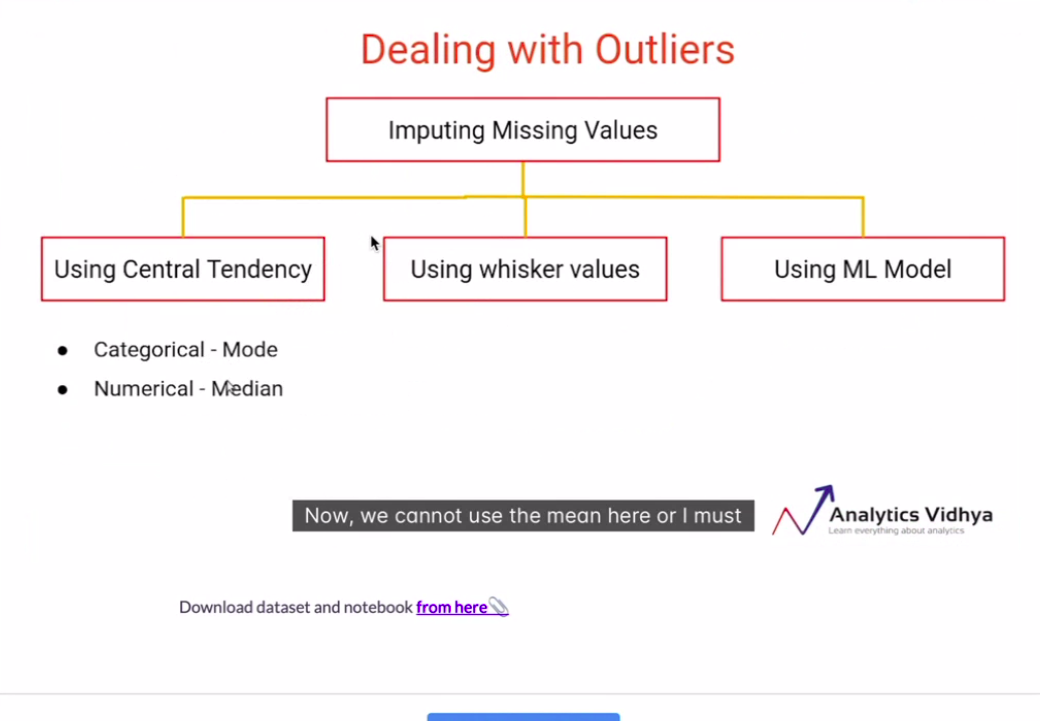 Dealing with Outliers
Imputing Missing Values
Using Central Tendency
Using whisker values
Using ML Model
● Categorical - Mode
● Numerical - Median
Now, we cannot use the mean here or I must
Analytics Vidhya
Learn everything about analytics
Download dataset and notebook from here